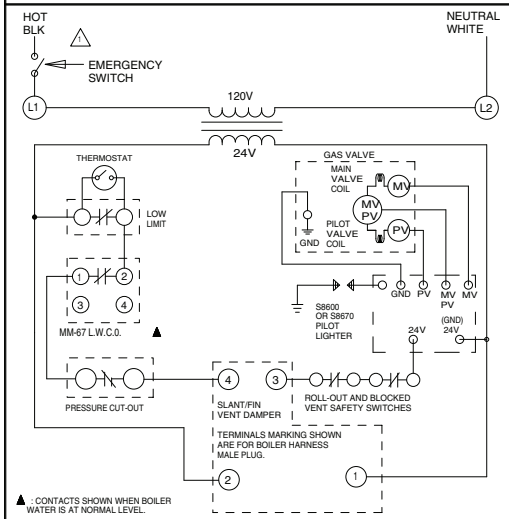 HOT
BLK
NEUTRAL
WHITE
1
EMERGENCY
SWITCH
L1
120V
L2
24V
THERMOSTAT
LOW
LIMIT
GAS VALVE
MAIN
VALVE
COIL
MV
MV
PV
PILOT
VALVE
COIL
PV
GND
1
2
3
4
MM-67 L.W.C.O.
S8600
OR S8670
PILOT
LIGHTER
GND
PV
MV
PV
MV
24V
(GND)
24V
PRESSURE CUT-OUT
4
3
SLANT/FIN
VENT DAMPER
ROLL-OUT AND BLOCKED
VENT SAFETY SWITCHES
TERMINALS MARKING SHOWN
ARE FOR BOILER HARNESS
MALE PLUG.
2
1
▲ : CONTACTS SHOWN WHEN BOILER
WATER IS AT NORMAL LEVEL.